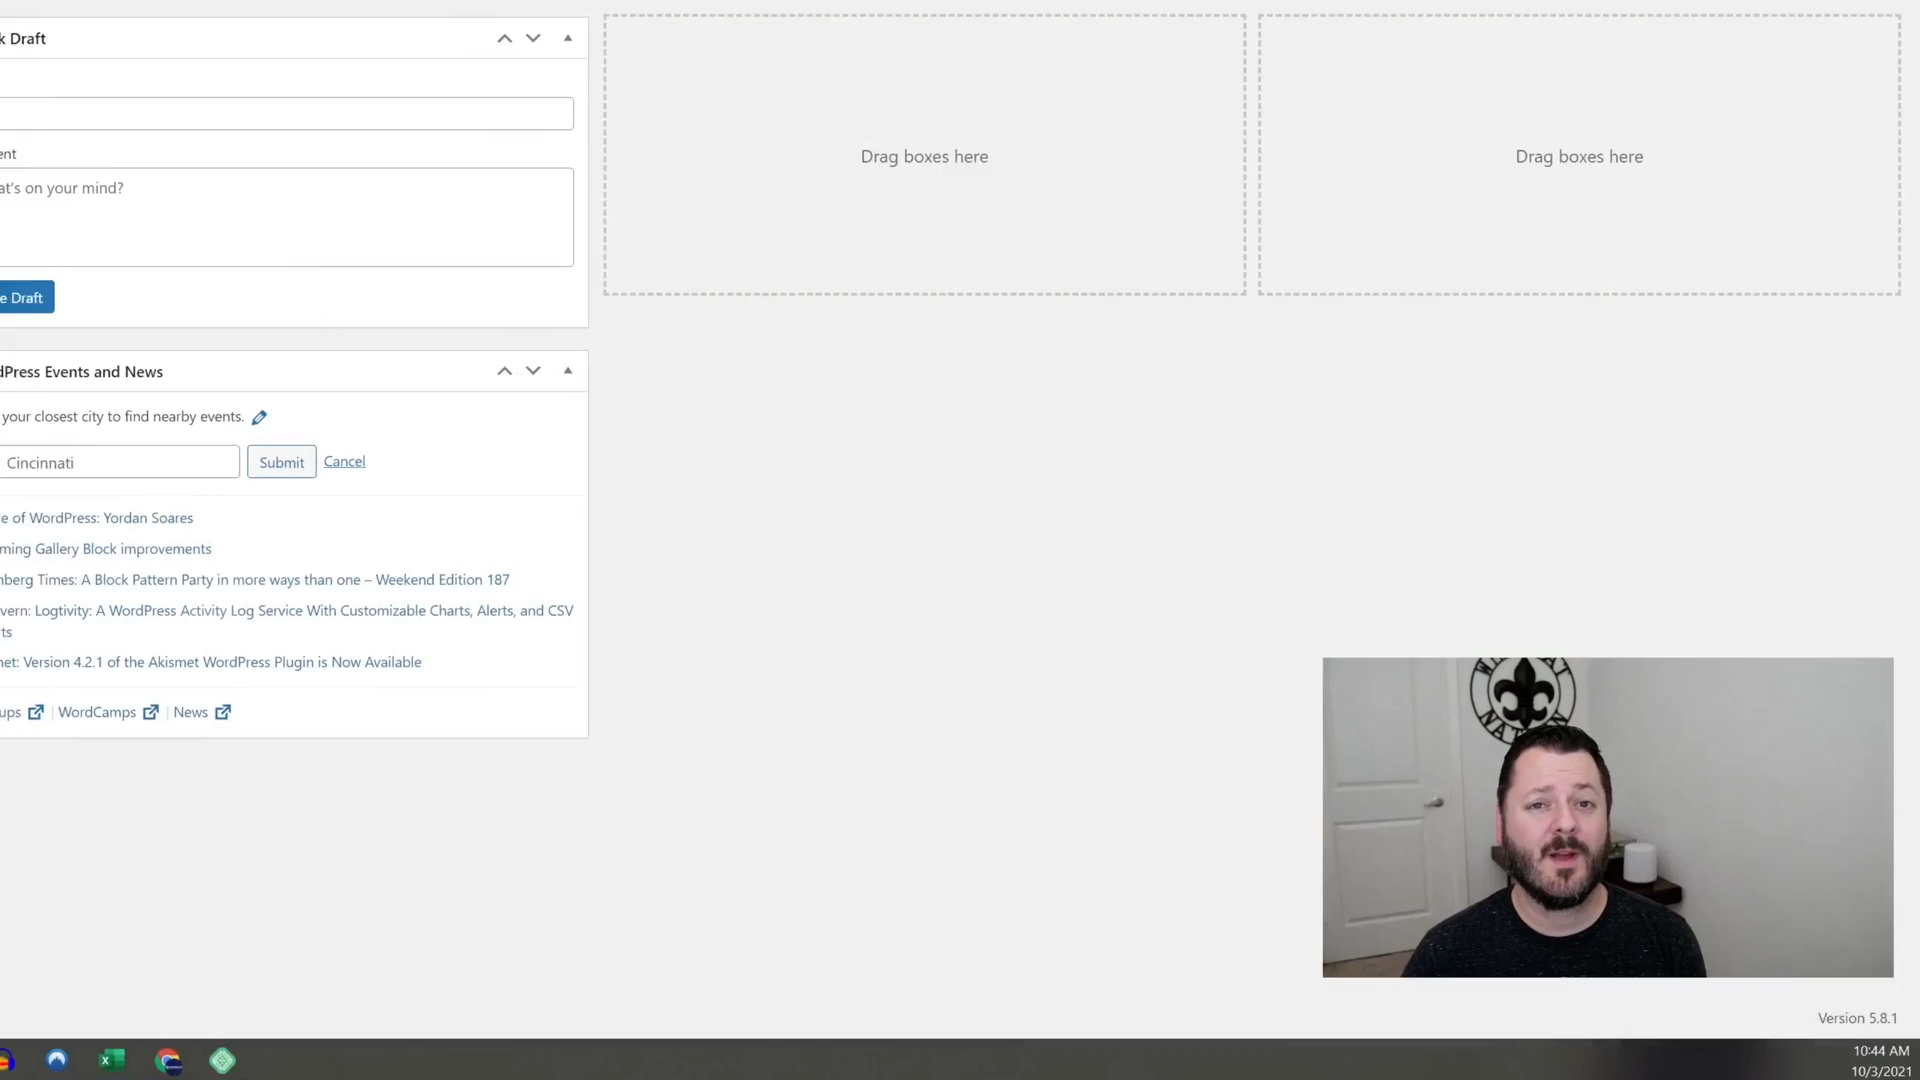 k Draft
ent
at's on your mind?
e Draft
Drag boxes here
Drag boxes here
dPress Events and News
your closest city to find nearby events.
Cincinnati
Submit
Cancel
e of WordPress: Yordan Soares
ming Gallery Block improvements
nberg Times: A Block Pattern Party in more ways than one – Weekend Edition 187
vern: Logtivity: A WordPress Activity Log Service With Customizable Charts, Alerts, and CSV
rts
net: Version 4.2.1 of the Akismet WordPress Plugin is Now Available
ups | WordCamps | News
Version 5.8.1
10:44 AM
10/3/2021